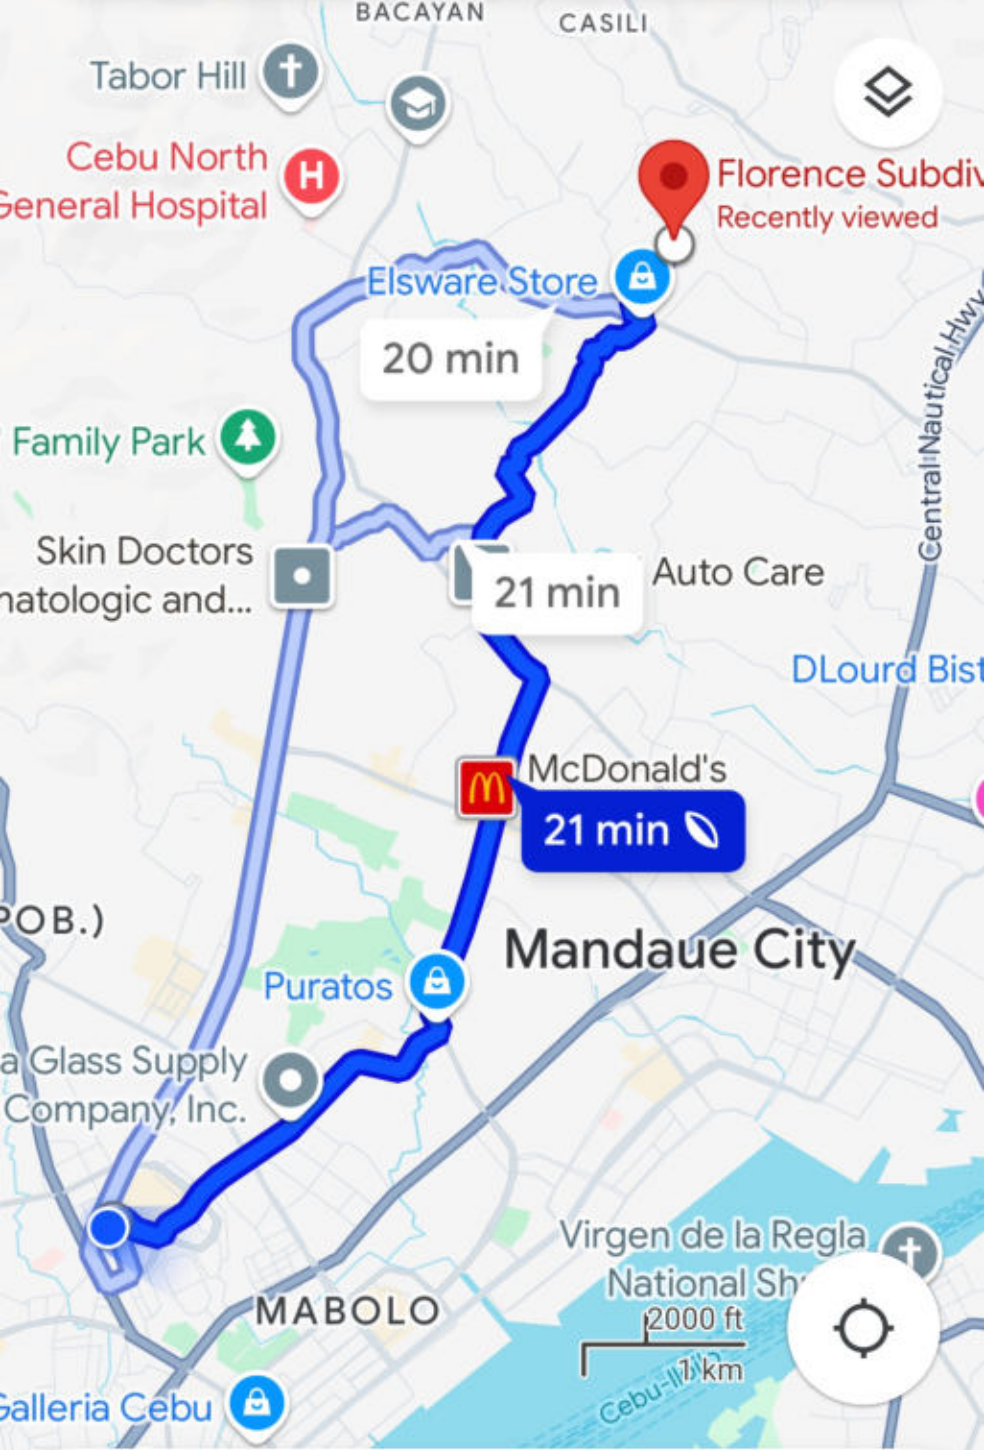 BACAYAN
CASILI
Tabor Hill
Cebu North
General Hospital
H
Florence Subdiv
Recently viewed
Elsware Store
20 min
Central Nautical Hwy
Family Park
Skin Doctors
matologic and...
21 min
Auto Care
DLourd Bist
McDonald's
21 min
POB.)
Mandaue City
Puratos
a Glass Supply
Company, Inc.
Virgen de la Regla
National Sh
2000 ft
1 km
MABOLO
Galleria Cebu